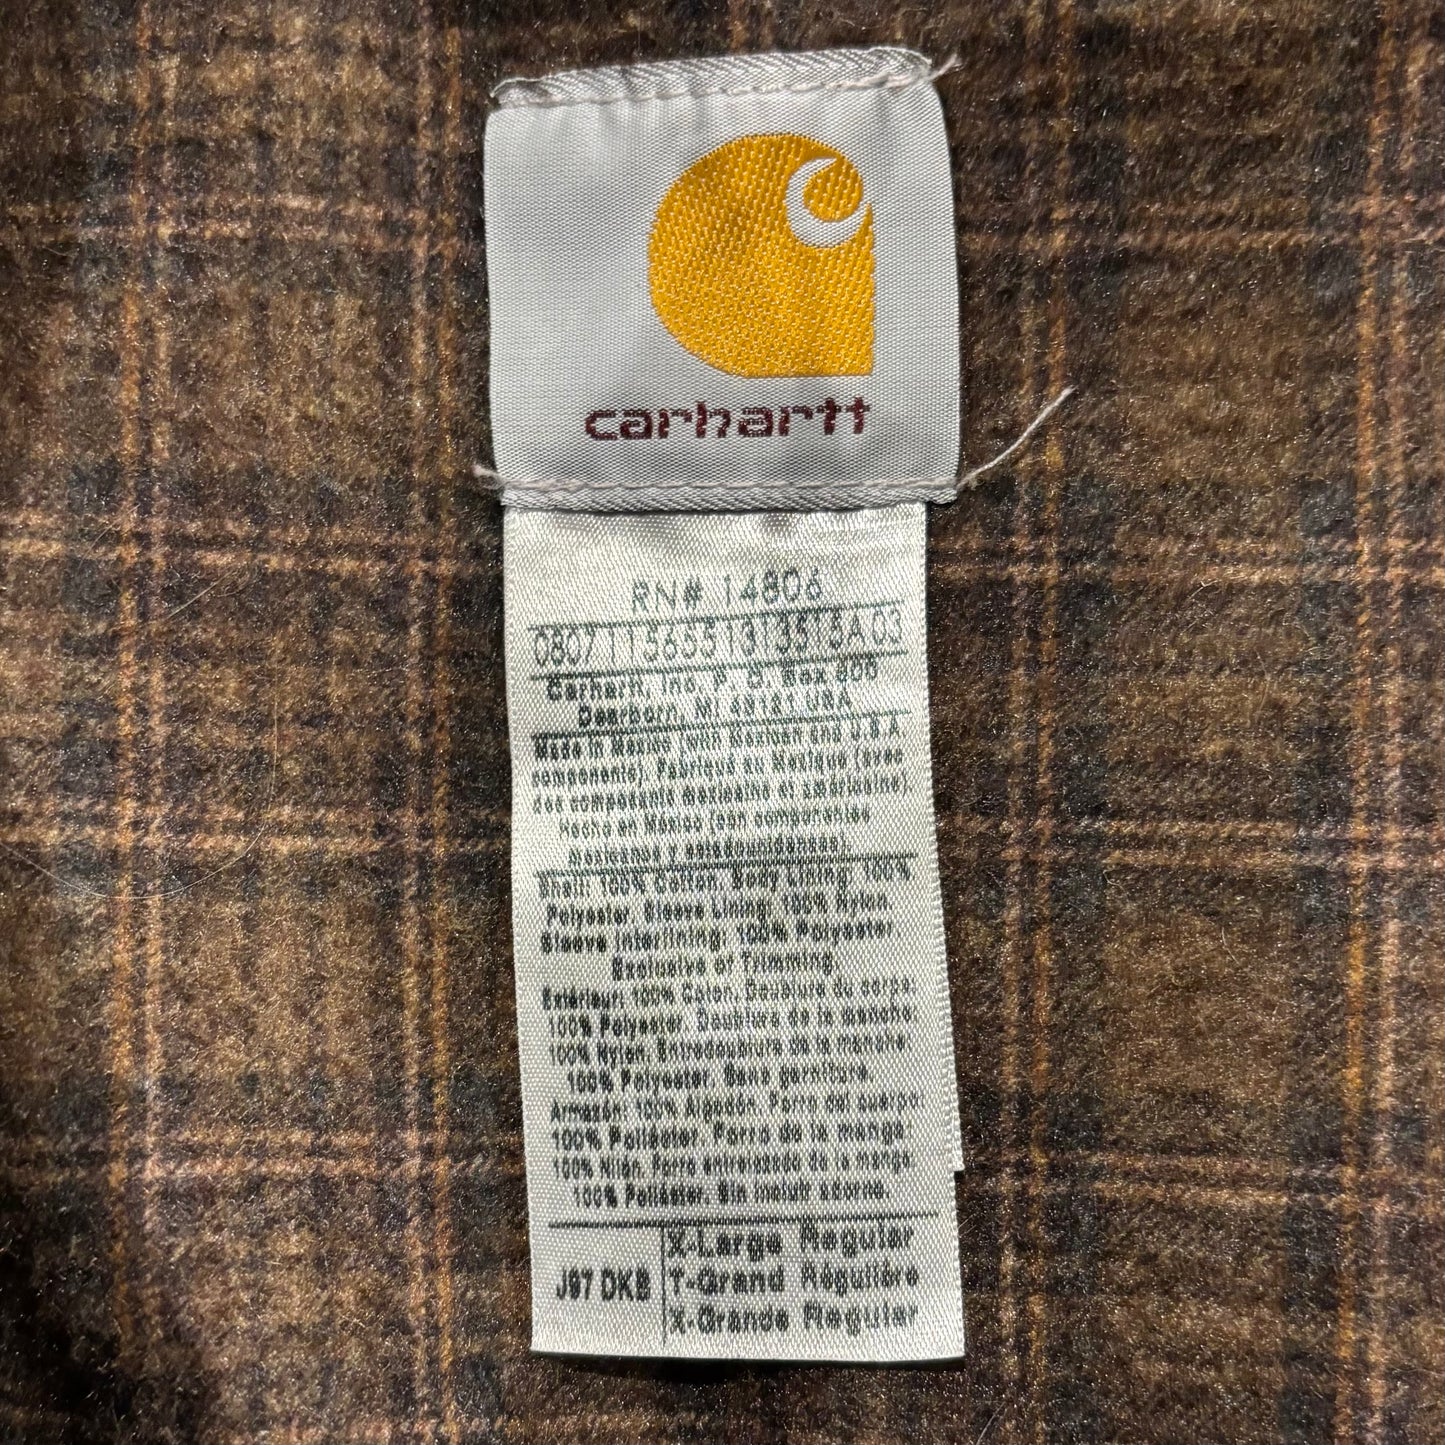 carhartt
RN# 14806
0807115655131351SA03
Carhartt, Inc. P. O. Box 600
Dearborn, MI 48121 USA
Made in Mexico (with Mexican and U.S.A
components). Fabriqué au Mexique (avec
des composants mexicains et américains).
Hecho en México (con componentes
Mexicanos y estadounidenses).
Shell: 100% Cotton. Body Lining: 100%
Polyester. Sleeve Lining: 100% Nylon.
Sleeve Interlining: 100% Polyester.
Exclusive of Trimming.
Extérieur: 100% Coton. Doublure du corps:
100% Polyester. Doublure de la manche:
100% Nylon. Entredoublure de la manche:
100% Polyester. Sans garniture.
Armazón: 100% Algodón. Forro del cuerpo:
100% Poliéster. Forro de la manga:
100% Nilón. Forro entrelazado de la manga:
100% Poliéster. Sin incluir adorno.
J97 DKB
X-Large Regular
T-Grand Régulière
X-Grande Regular